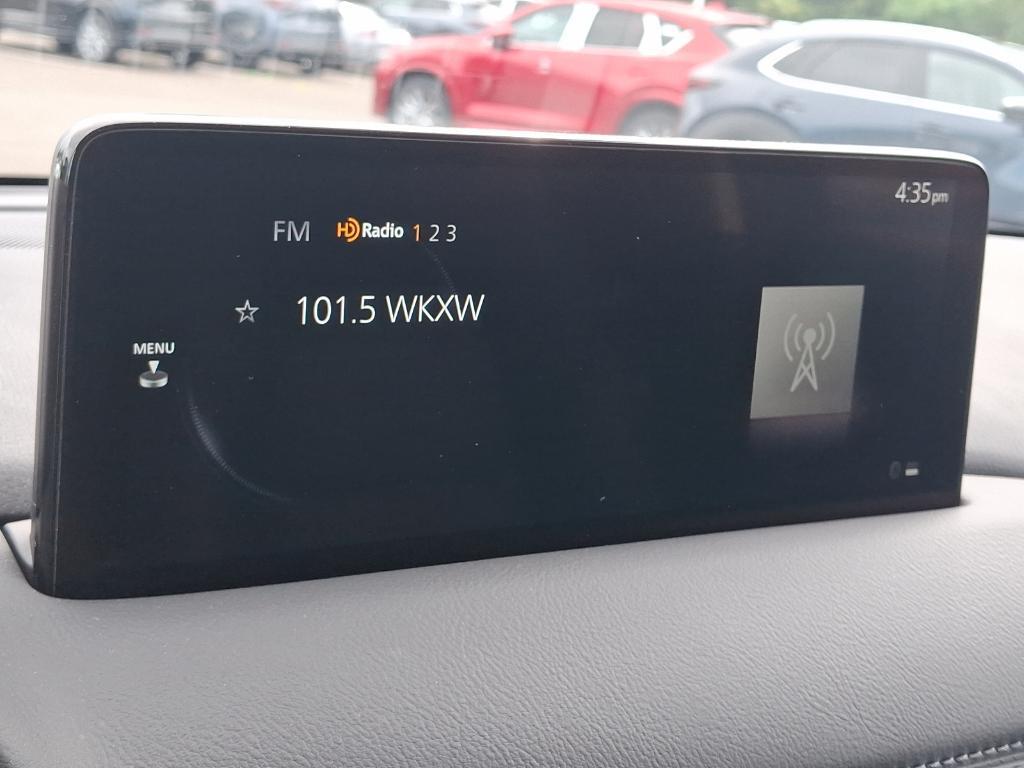 4:35pm
FM HD Radio 1 2 3
101.5 WKXW
MENU